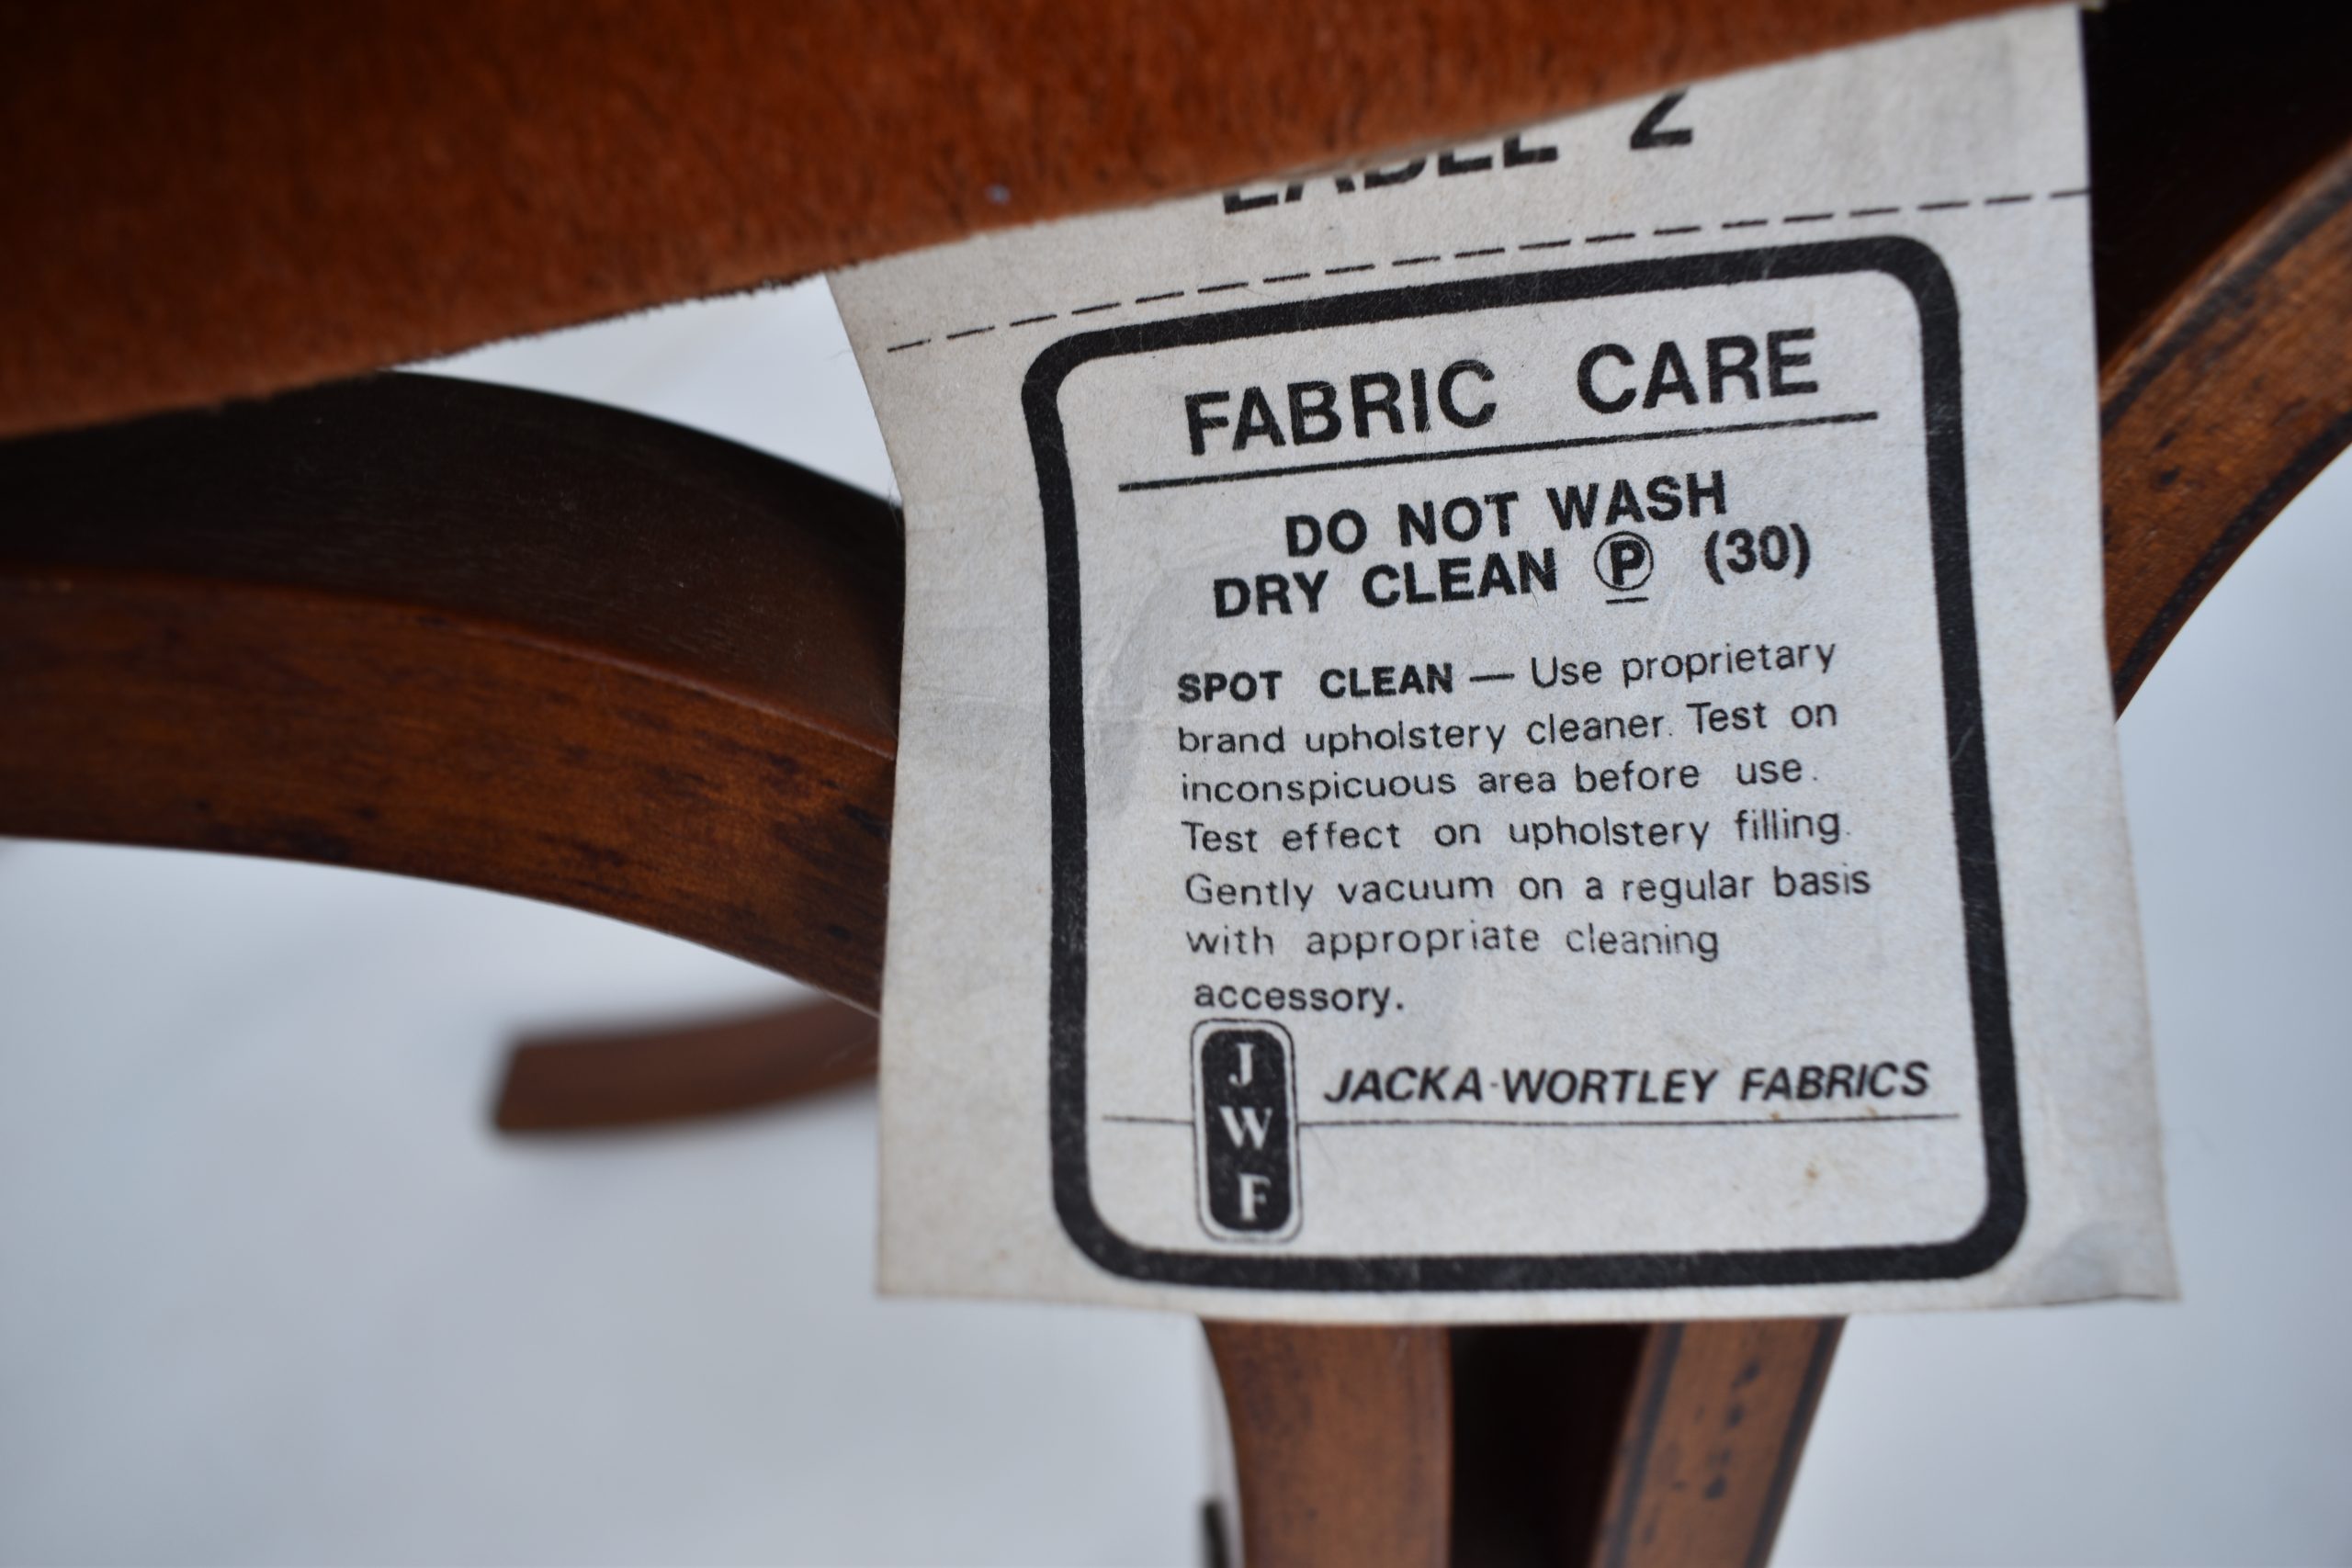 LABEL 2
FABRIC CARE
DO NOT WASH
DRY CLEAN Ⓟ (30)
SPOT CLEAN — Use proprietary
brand upholstery cleaner. Test on
inconspicuous area before use.
Test effect on upholstery filling.
Gently vacuum on a regular basis
with appropriate cleaning
accessory.
JWF
JACKA-WORTLEY FABRICS